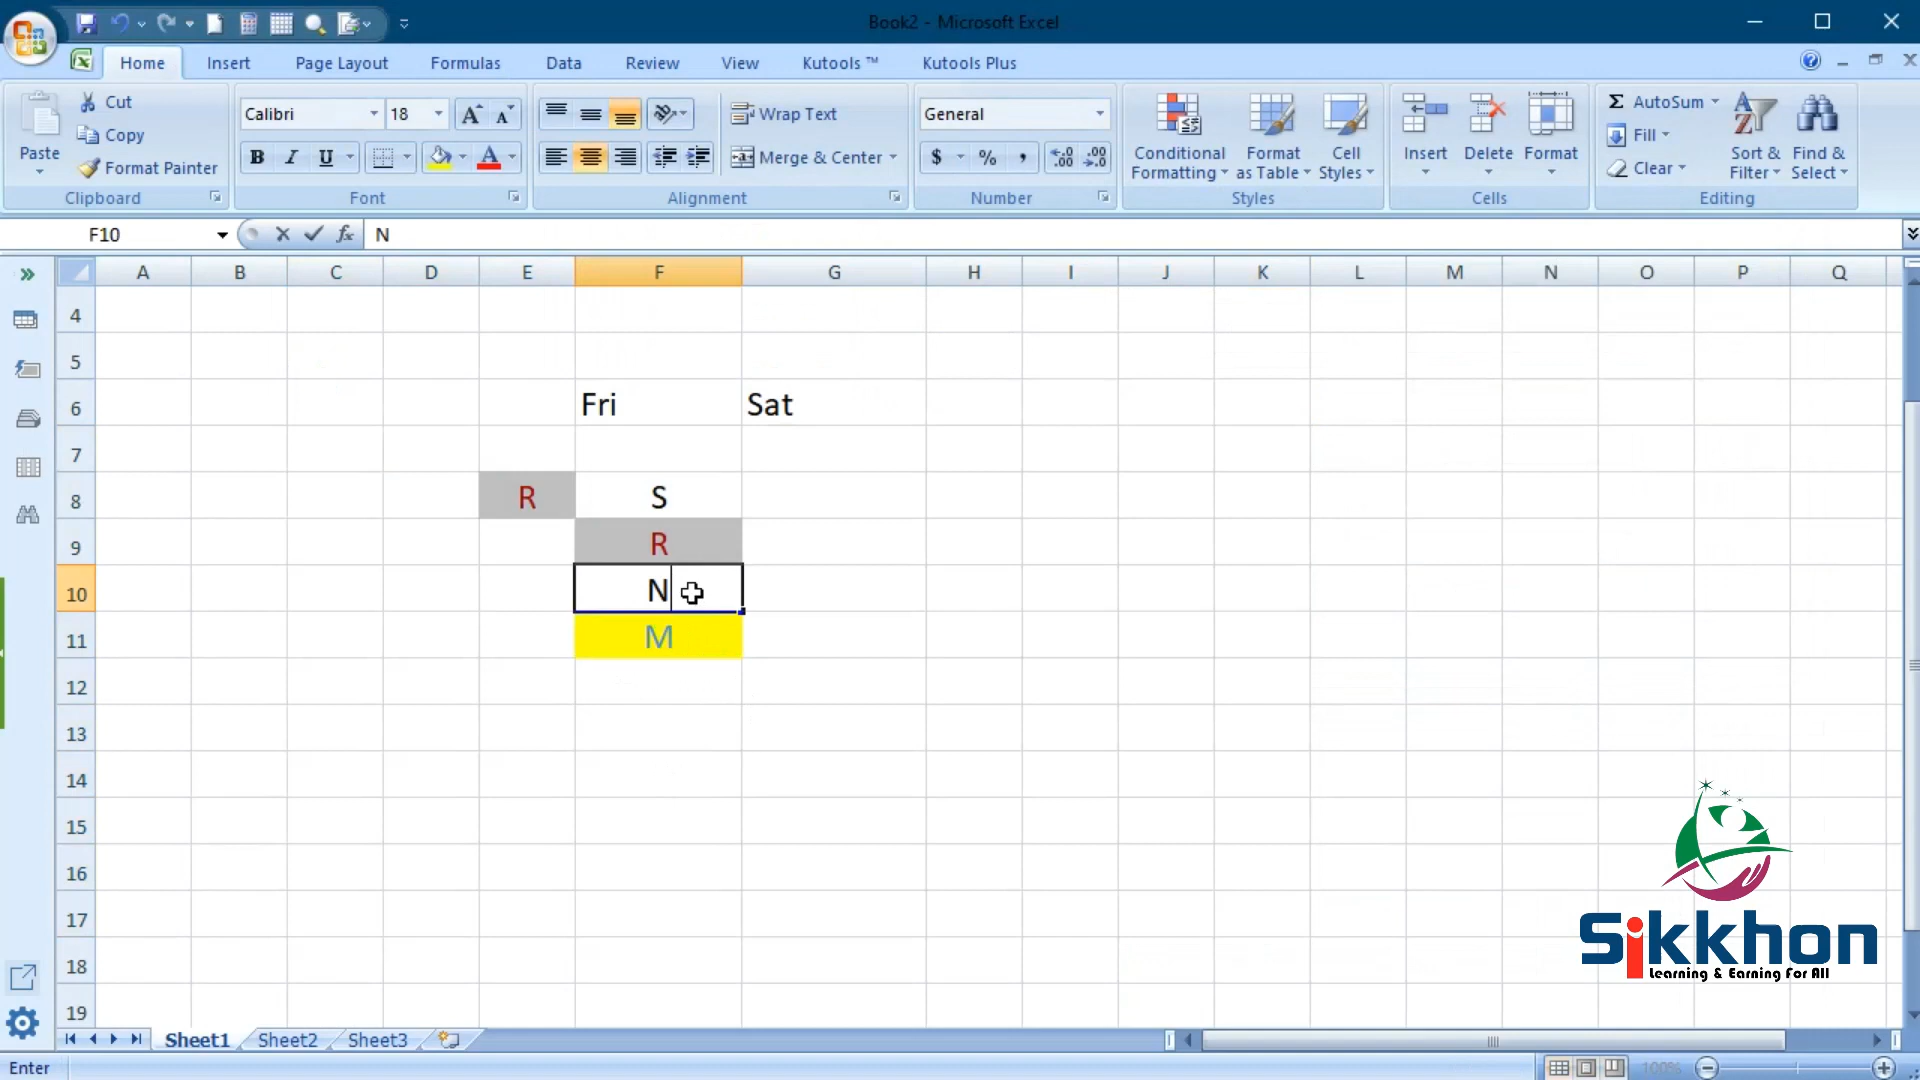 Book2 - Microsoft Excel
Home Insert Page Layout Formulas Data Review View Kutools ™ Kutools Plus
Paste Cut Copy Format Painter
Calibri 18
B I U A A A
Wrap Text
Merge & Center
General
$ % ,
Conditional Formatting Format as Table Cell Styles
Insert Delete Format
Σ AutoSum Fill Clear
Sort & Filter Find & Select
Clipboard Font Alignment Number Styles Cells Editing
F10 fx N
A B C D E F G H I J K L M N O P Q
4
5
6 Fri Sat
7
8 R S
9 R
10 N
11 M
12
13
14
15
16
17
18
19
Sikkhon
Learning & Earning For All
Sheet1 Sheet2 Sheet3
Enter 100%